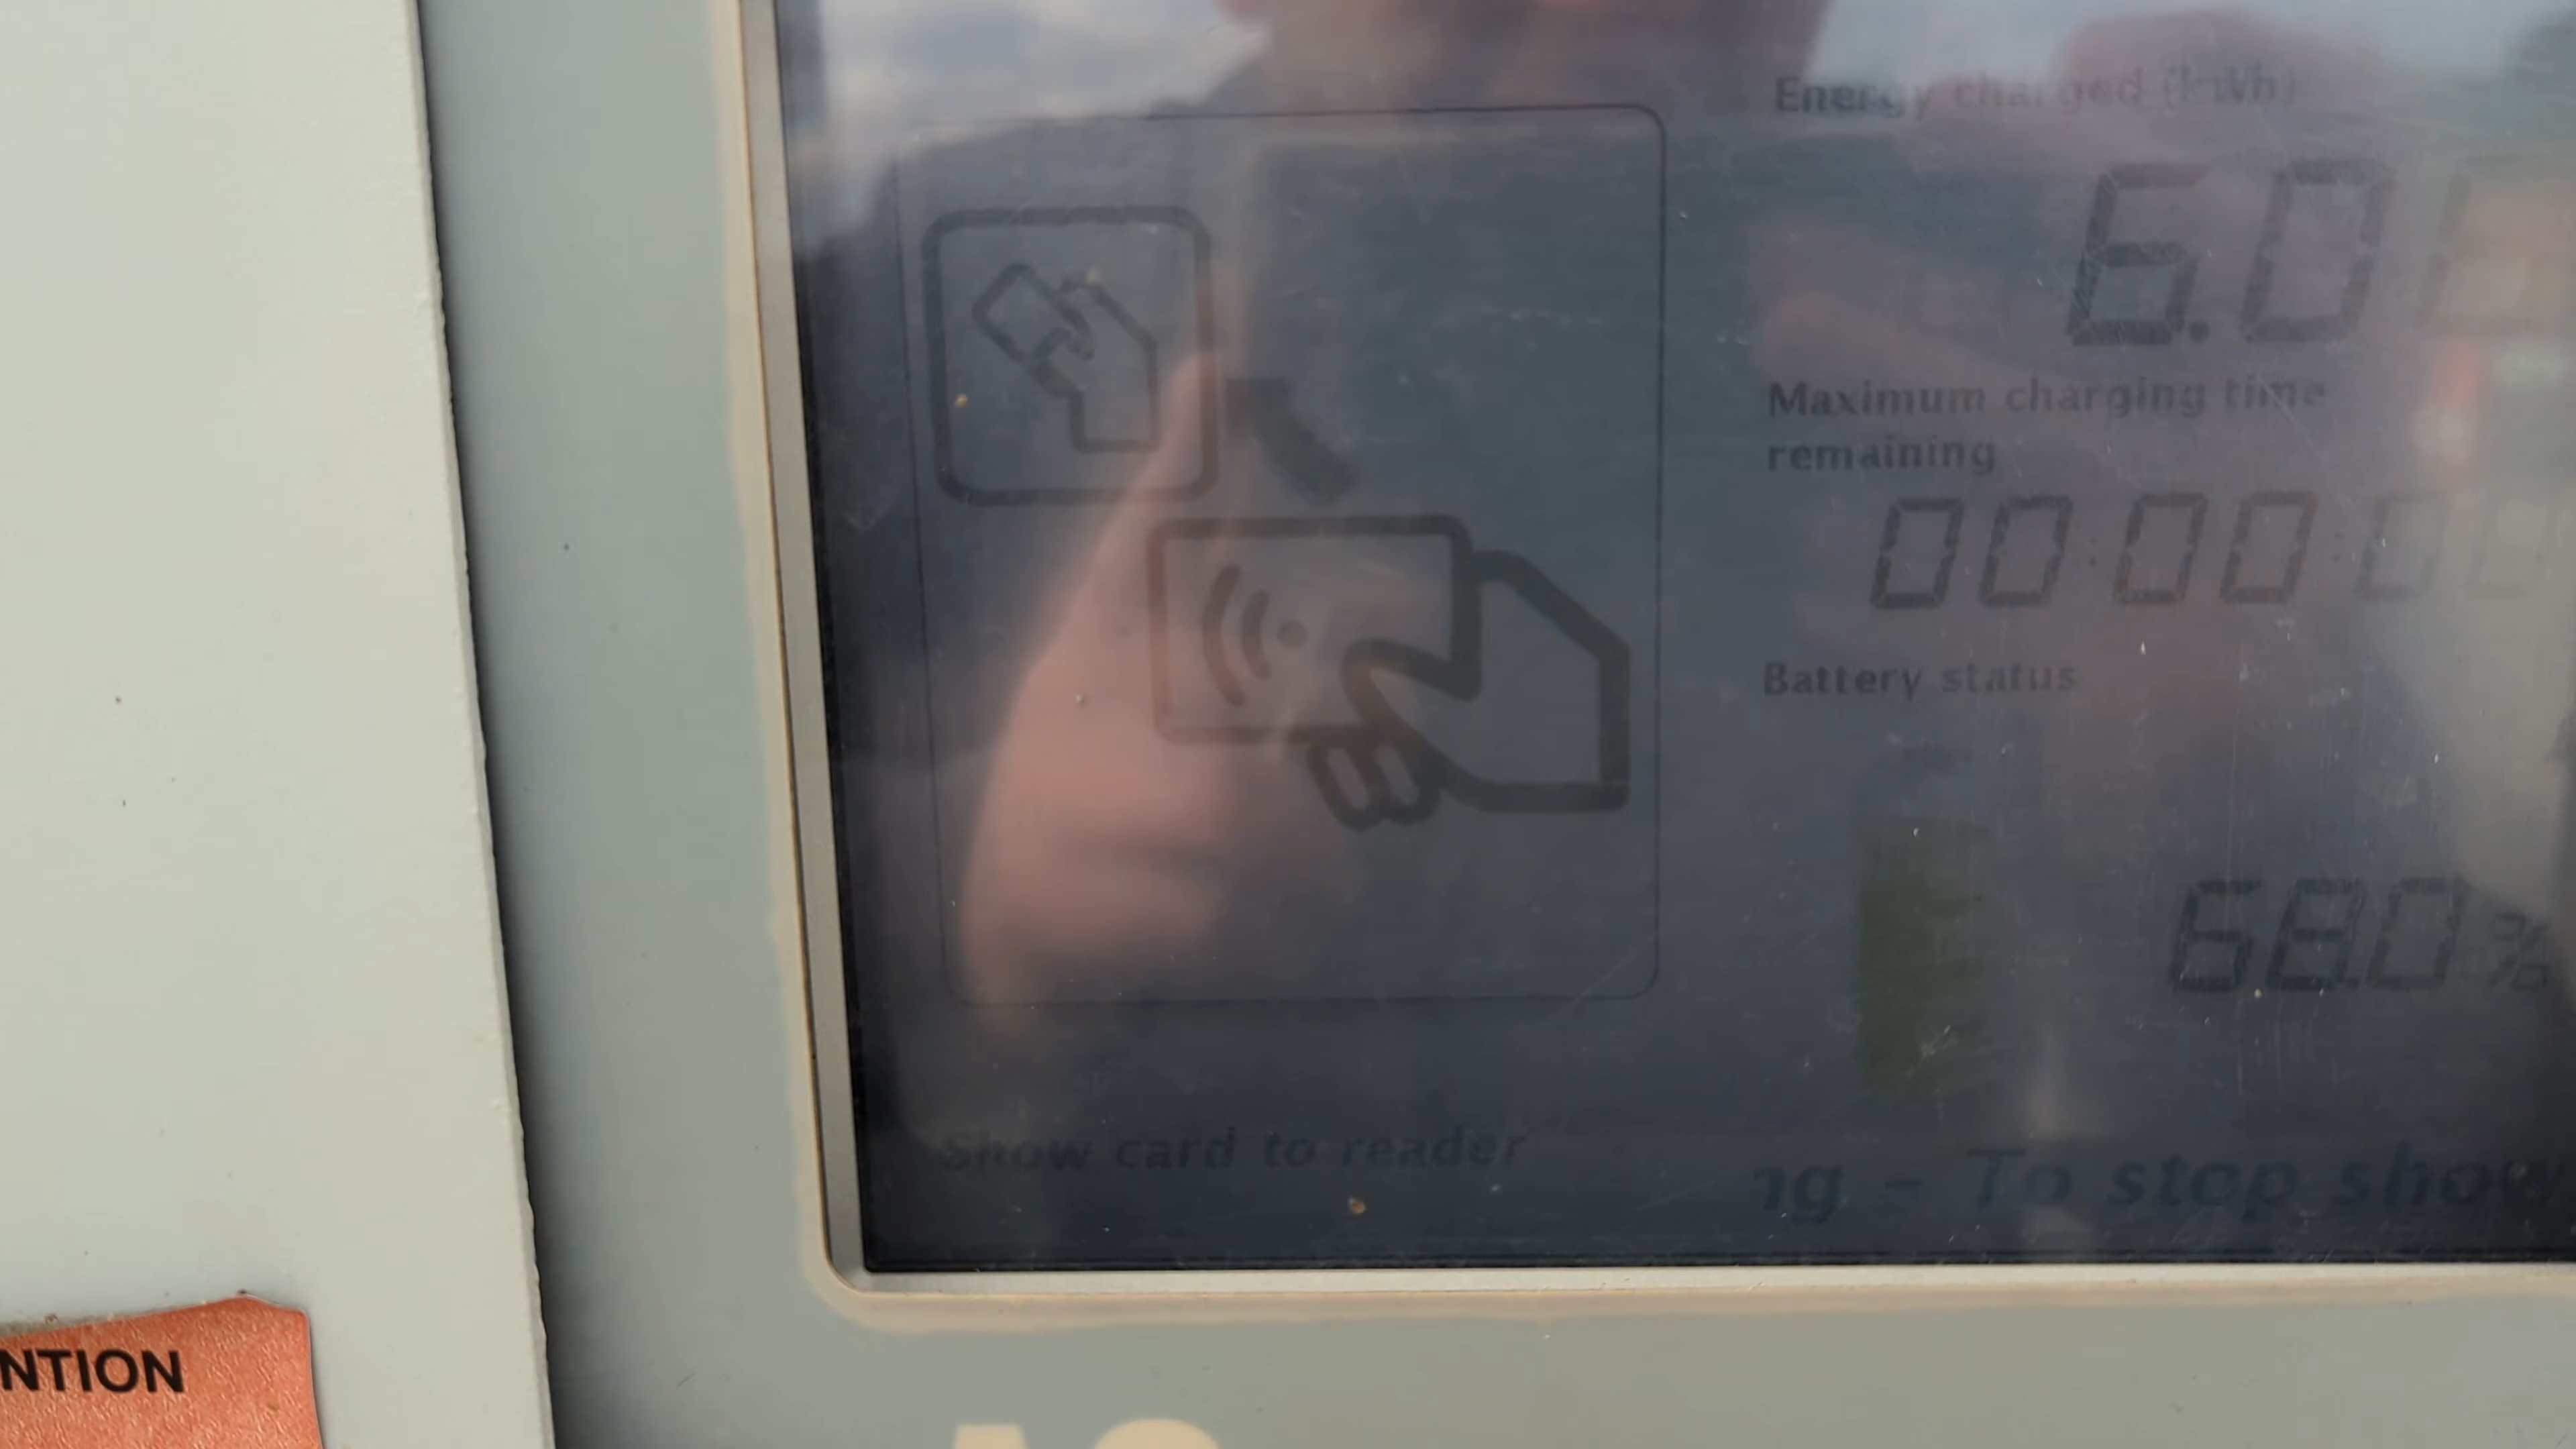 Energy charged (kWh)
6.0
Maximum charging time
remaining
00:00:00
Battery status
68.0 %
Show card to reader
ng - To stop show
NTION